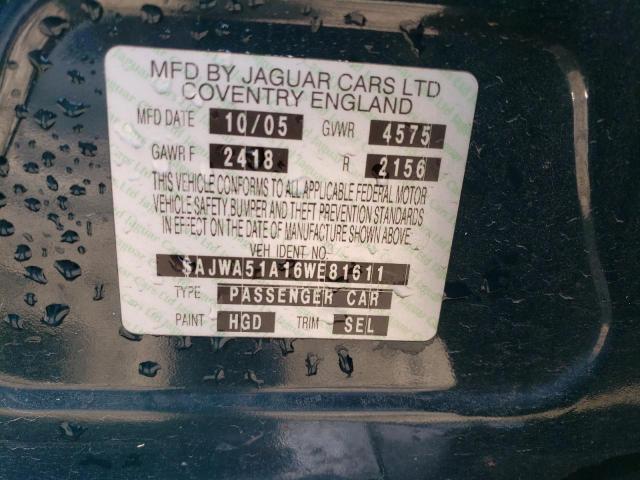 MFD BY JAGUAR CARS LTD
COVENTRY ENGLAND
MFD DATE 10/05 GVWR 4575
GAWR F 2418 R 2156
THIS VEHICLE CONFORMS TO ALL APPLICABLE FEDERAL MOTOR
VEHICLE SAFETY BUMPER AND THEFT PREVENTION STANDARDS
IN EFFECT ON THE DATE OF MANUFACTURE SHOWN ABOVE.
VEH IDENT NO.
SAJWA51A16WE81611
TYPE PASSENGER CAR
PAINT HGD TRIM SEL